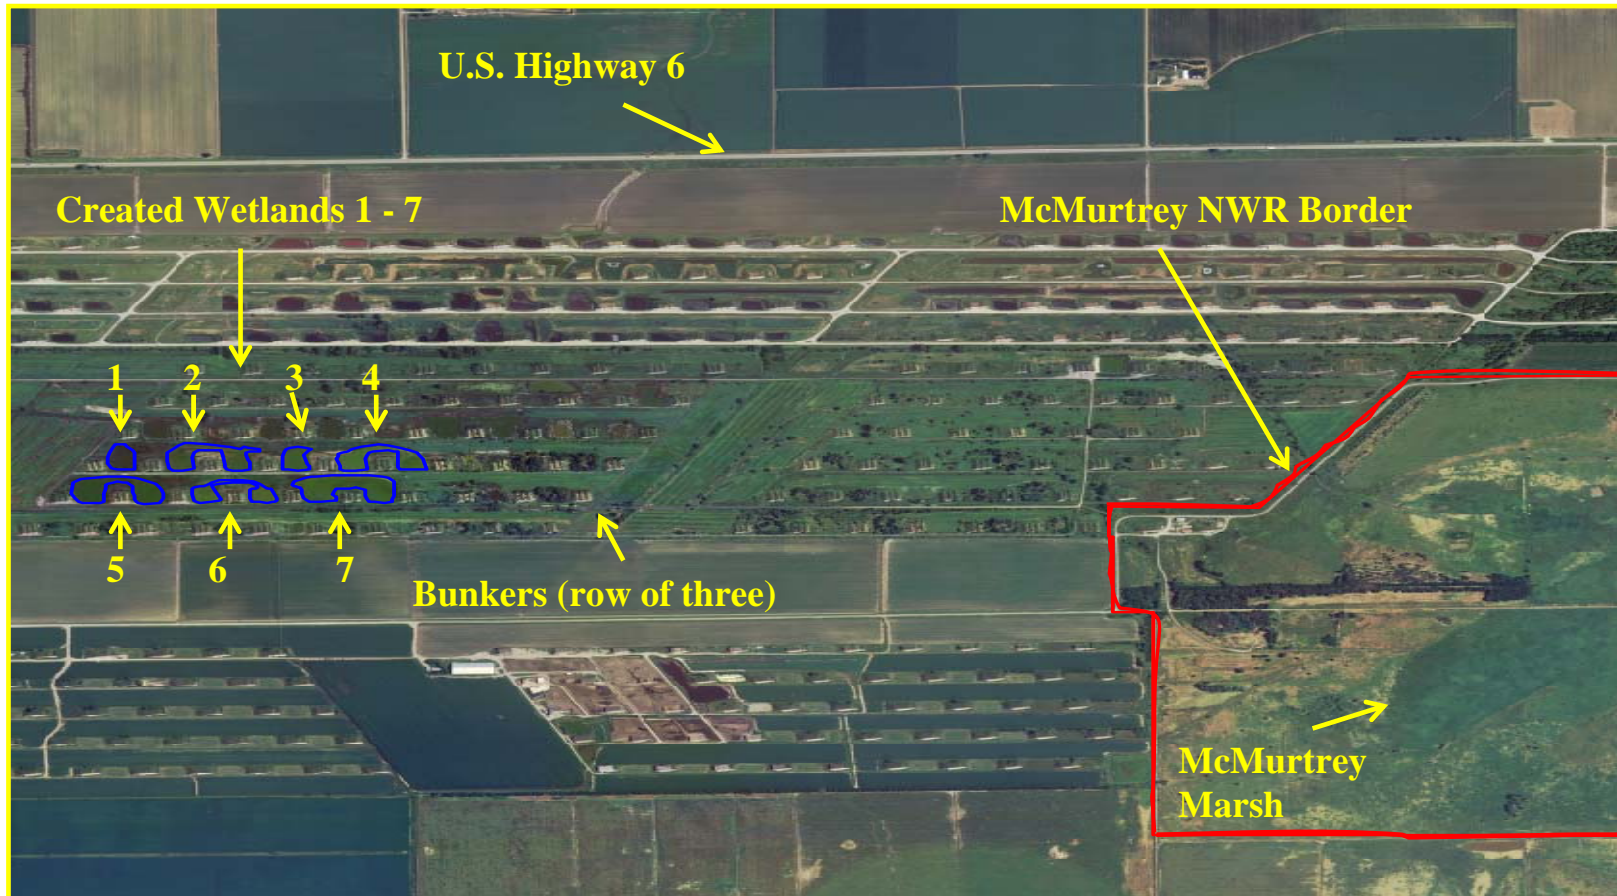 U.S. Highway 6
Created Wetlands 1 - 7
McMurtrey NWR Border
1 2 3 4
5 6 7
Bunkers (row of three)
McMurtrey
Marsh